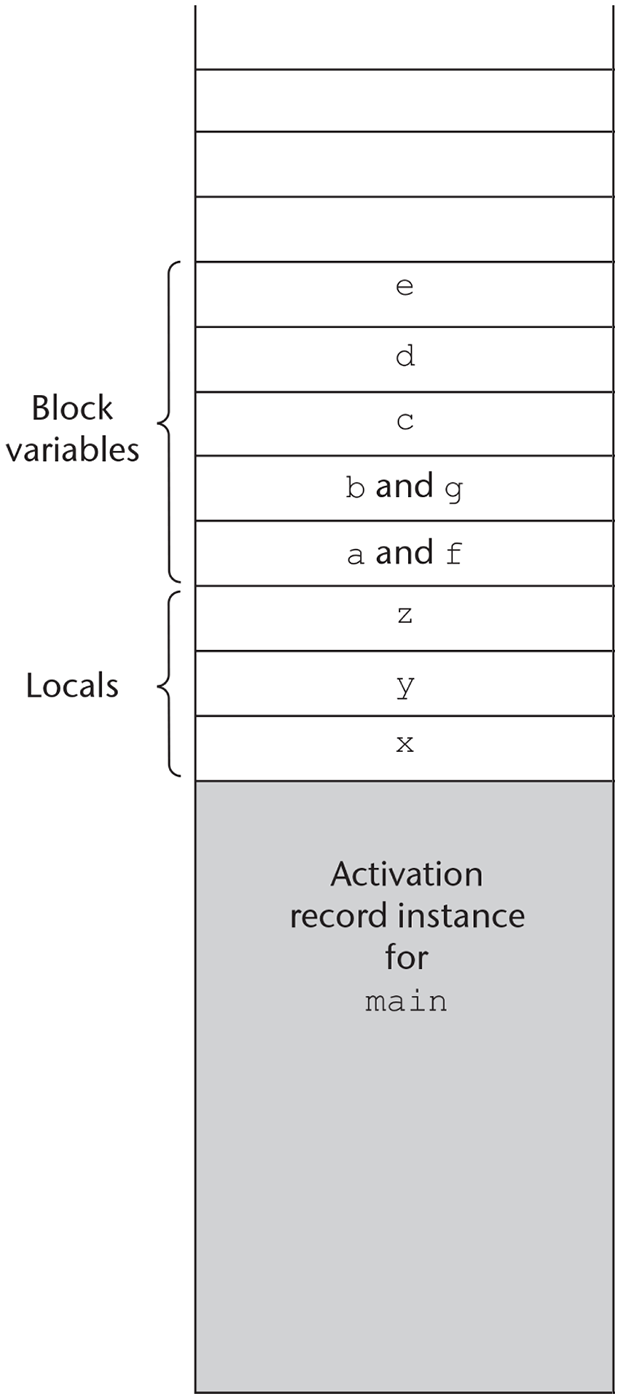 e
d
c
Block
variables
b and g
a and f
z
Locals
y
x
Activation
record instance
for
main